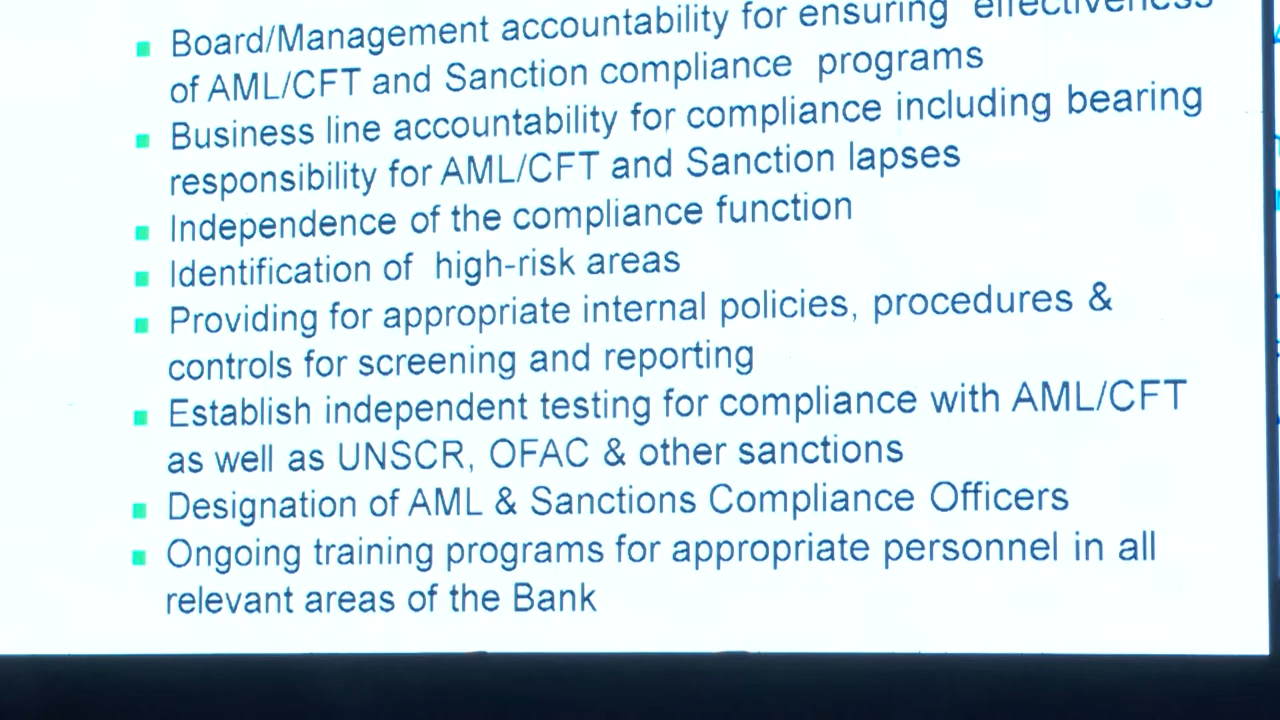 Board/Management accountability for ensuring effectiveness
of AML/CFT and Sanction compliance programs
Business line accountability for compliance including bearing
responsibility for AML/CFT and Sanction lapses
Independence of the compliance function
Identification of high-risk areas
Providing for appropriate internal policies, procedures &
controls for screening and reporting
Establish independent testing for compliance with AML/CFT
as well as UNSCR, OFAC & other sanctions
Designation of AML & Sanctions Compliance Officers
Ongoing training programs for appropriate personnel in all
relevant areas of the Bank